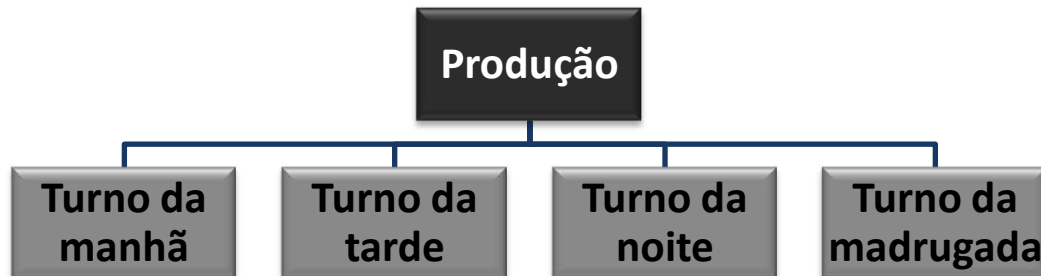 Produção
Turno da
manhã
Turno da
tarde
Turno da
noite
Turno da
madrugada